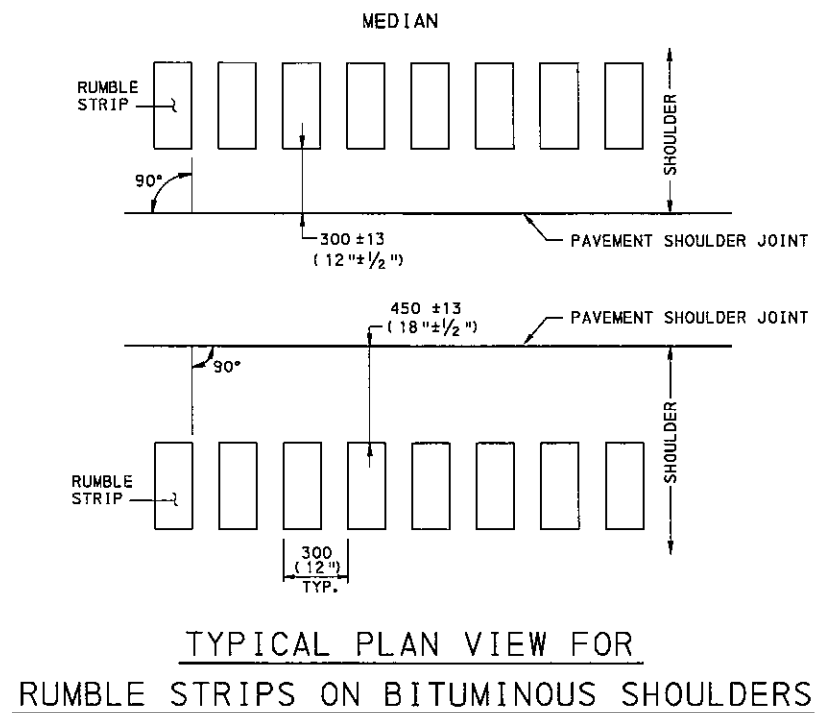 MEDIAN
RUMBLE
STRIP
SHOULDER
90°
300 ±13
(12"±1/2")
PAVEMENT SHOULDER JOINT
450 ±13
(18"±1/2")
PAVEMENT SHOULDER JOINT
90°
SHOULDER
RUMBLE
STRIP
300
(12")
TYP.
TYPICAL PLAN VIEW FOR
RUMBLE STRIPS ON BITUMINOUS SHOULDERS